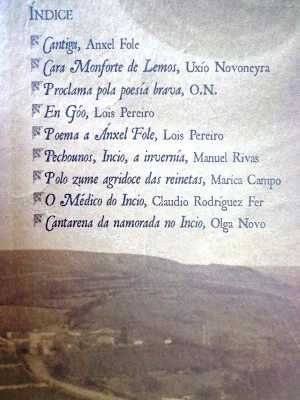 ÍNDICE
Cantiga, Anxel Fole
Cara Monforte de Lemos, Uxío Novoneyra
Proclama pola poesía brava, O.N.
En Góo, Lois Pereiro
Poema a Ánxel Fole, Lois Pereiro
Pechounos, Incio, a invernía, Manuel Rivas
Polo zume agridoce das reinetas, Marica Campo
O Médico do Incio, Claudio Rodríguez Fer
Cantarena da namorada no Incio, Olga Novo